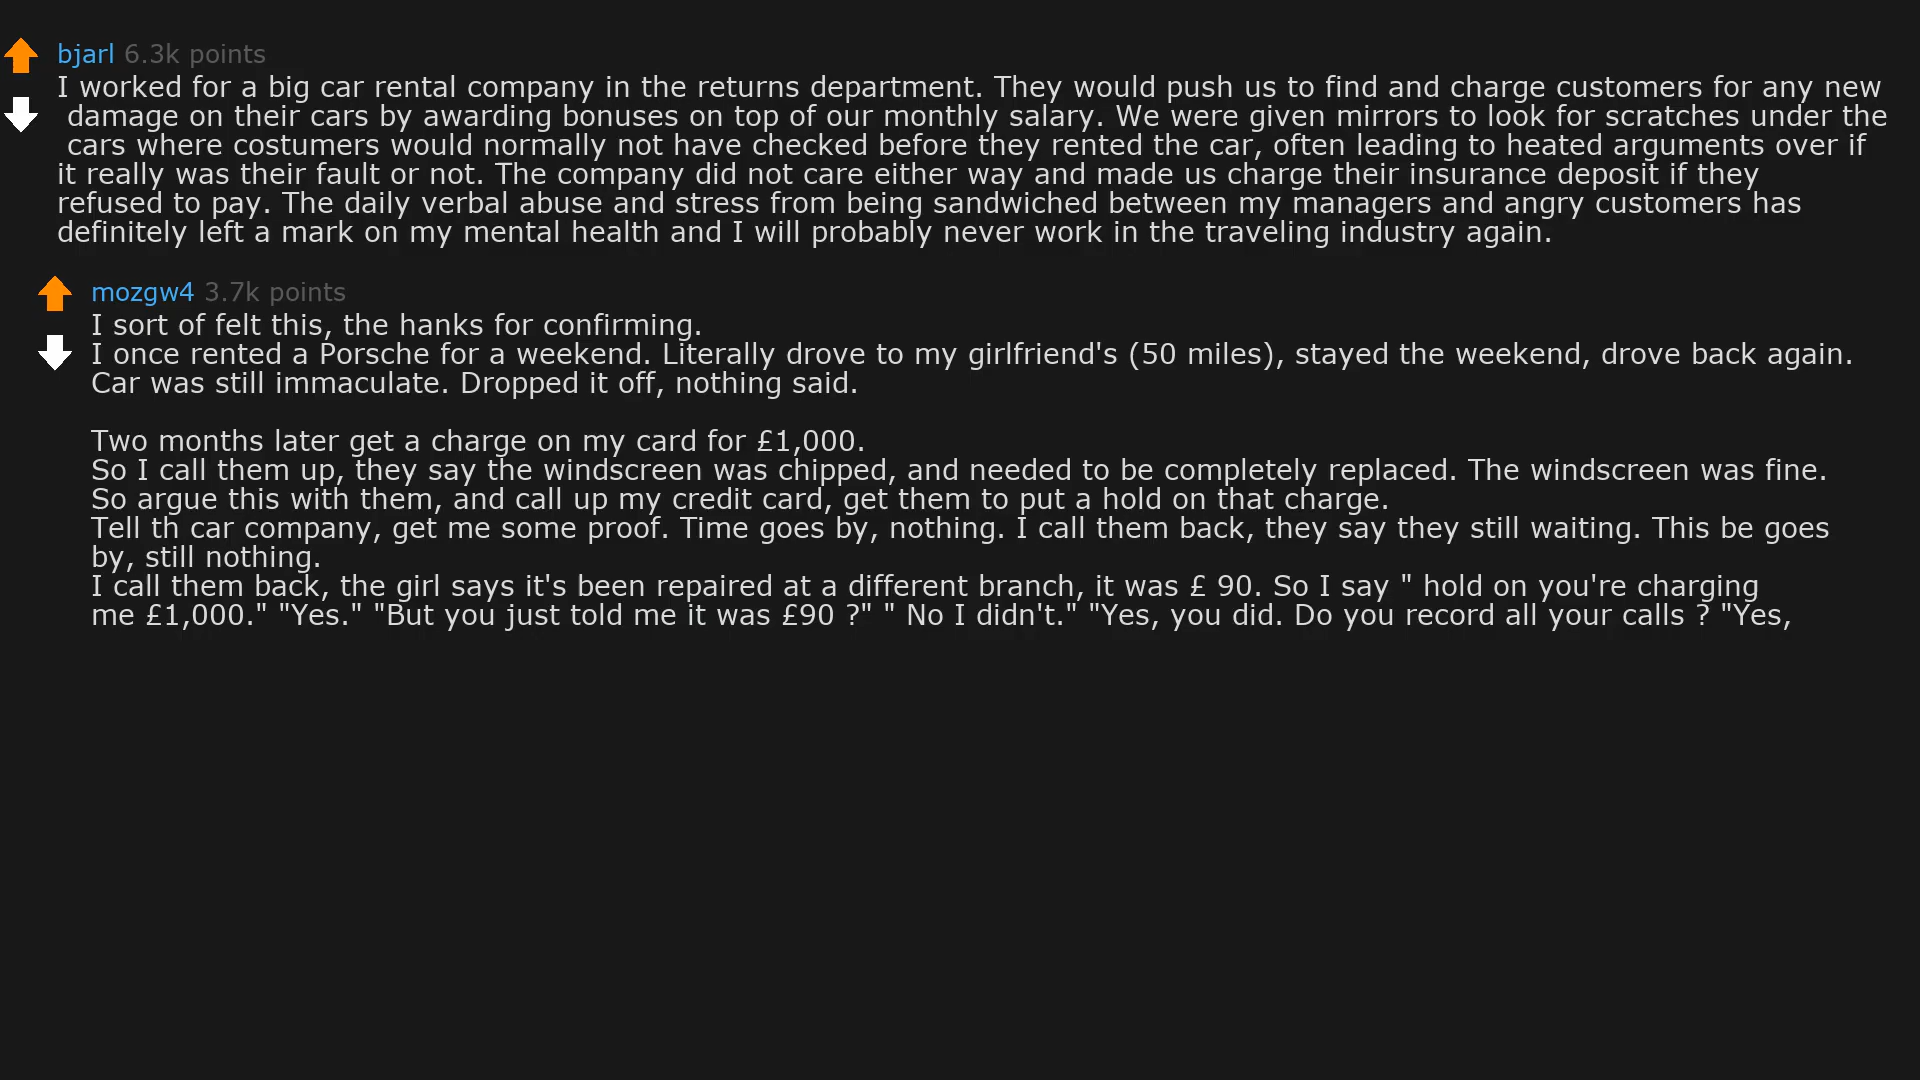 bjarl 6.3k points
I worked for a big car rental company in the returns department. They would push us to find and charge customers for any new
damage on their cars by awarding bonuses on top of our monthly salary. We were given mirrors to look for scratches under the
cars where costumers would normally not have checked before they rented the car, often leading to heated arguments over if
it really was their fault or not. The company did not care either way and made us charge their insurance deposit if they
refused to pay. The daily verbal abuse and stress from being sandwiched between my managers and angry customers has
definitely left a mark on my mental health and I will probably never work in the traveling industry again.
mozgw4 3.7k points
I sort of felt this, the hanks for confirming.
I once rented a Porsche for a weekend. Literally drove to my girlfriend's (50 miles), stayed the weekend, drove back again.
Car was still immaculate. Dropped it off, nothing said.
Two months later get a charge on my card for £1,000.
So I call them up, they say the windscreen was chipped, and needed to be completely replaced. The windscreen was fine.
So argue this with them, and call up my credit card, get them to put a hold on that charge.
Tell th car company, get me some proof. Time goes by, nothing. I call them back, they say they still waiting. This be goes
by, still nothing.
I call them back, the girl says it's been repaired at a different branch, it was £ 90. So I say " hold on you're charging
me £1,000." "Yes." "But you just told me it was £90 ?" " No I didn't." "Yes, you did. Do you record all your calls ? "Yes,